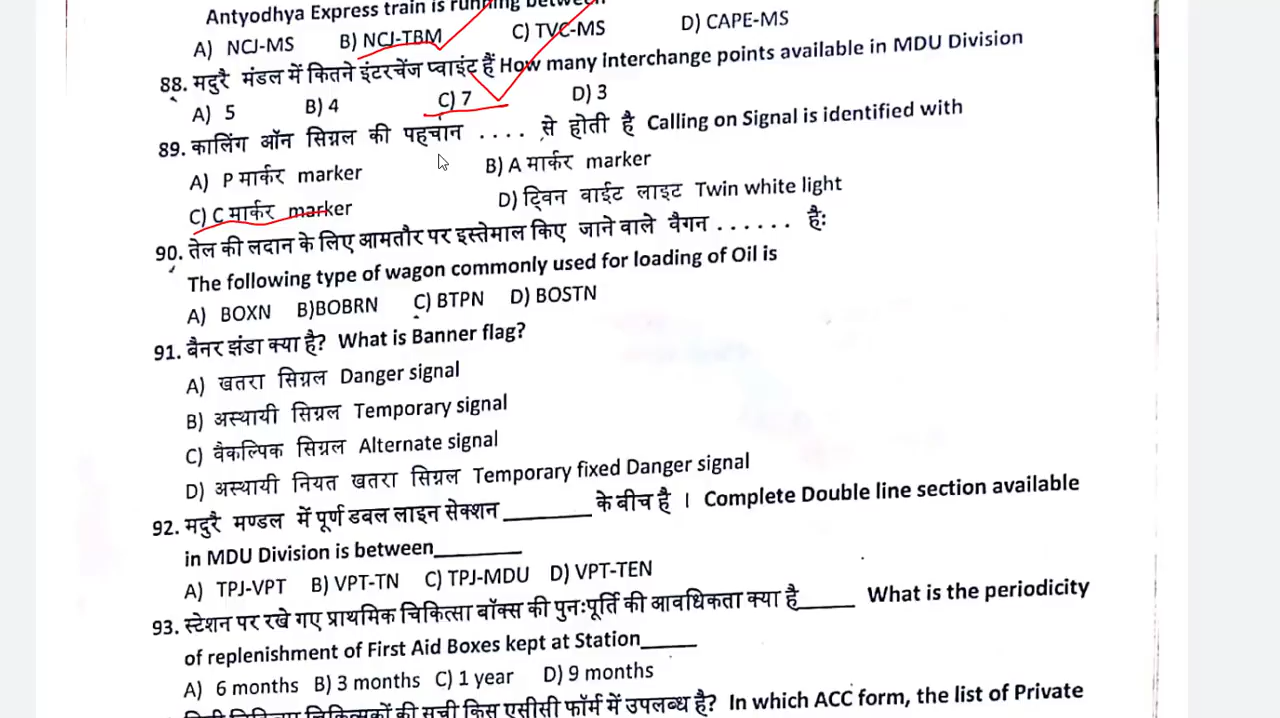 Antyodhya Express train is running between
A) NCJ-MS B) NCJ-TBM C) TVC-MS D) CAPE-MS
88. मदुरै मंडल में कितने इंटरचेंज प्वाइंट हैं How many interchange points available in MDU Division
A) 5 B) 4 C) 7 D) 3
89. कालिंग ऑन सिग्नल की पहचान .... से होती है Calling on Signal is identified with
A) P मार्कर marker B) A मार्कर marker
C) C मार्कर marker D) ट्विन वाईट लाइट Twin white light
90. तेल की लदान के लिए आमतौर पर इस्तेमाल किए जाने वाले वैगन ...... है:
The following type of wagon commonly used for loading of Oil is
A) BOXN B)BOBRN C) BTPN D) BOSTN
91. बैनर झंडा क्या है? What is Banner flag?
A) खतरा सिग्नल Danger signal
B) अस्थायी सिग्नल Temporary signal
C) वैकल्पिक सिग्नल Alternate signal
D) अस्थायी नियत खतरा सिग्नल Temporary fixed Danger signal
92. मदुरै मण्डल में पूर्ण डबल लाइन सेक्शन ________ के बीच है । Complete Double line section available
in MDU Division is between________
A) TPJ-VPT B) VPT-TN C) TPJ-MDU D) VPT-TEN
93. स्टेशन पर रखे गए प्राथमिक चिकित्सा बॉक्स की पुनःपूर्ति की आवधिकता क्या है_____ What is the periodicity
of replenishment of First Aid Boxes kept at Station_____
A) 6 months B) 3 months C) 1 year D) 9 months
चिकित्सकों की सूची किस एसीसी फॉर्म में उपलब्ध है? In which ACC form, the list of Private